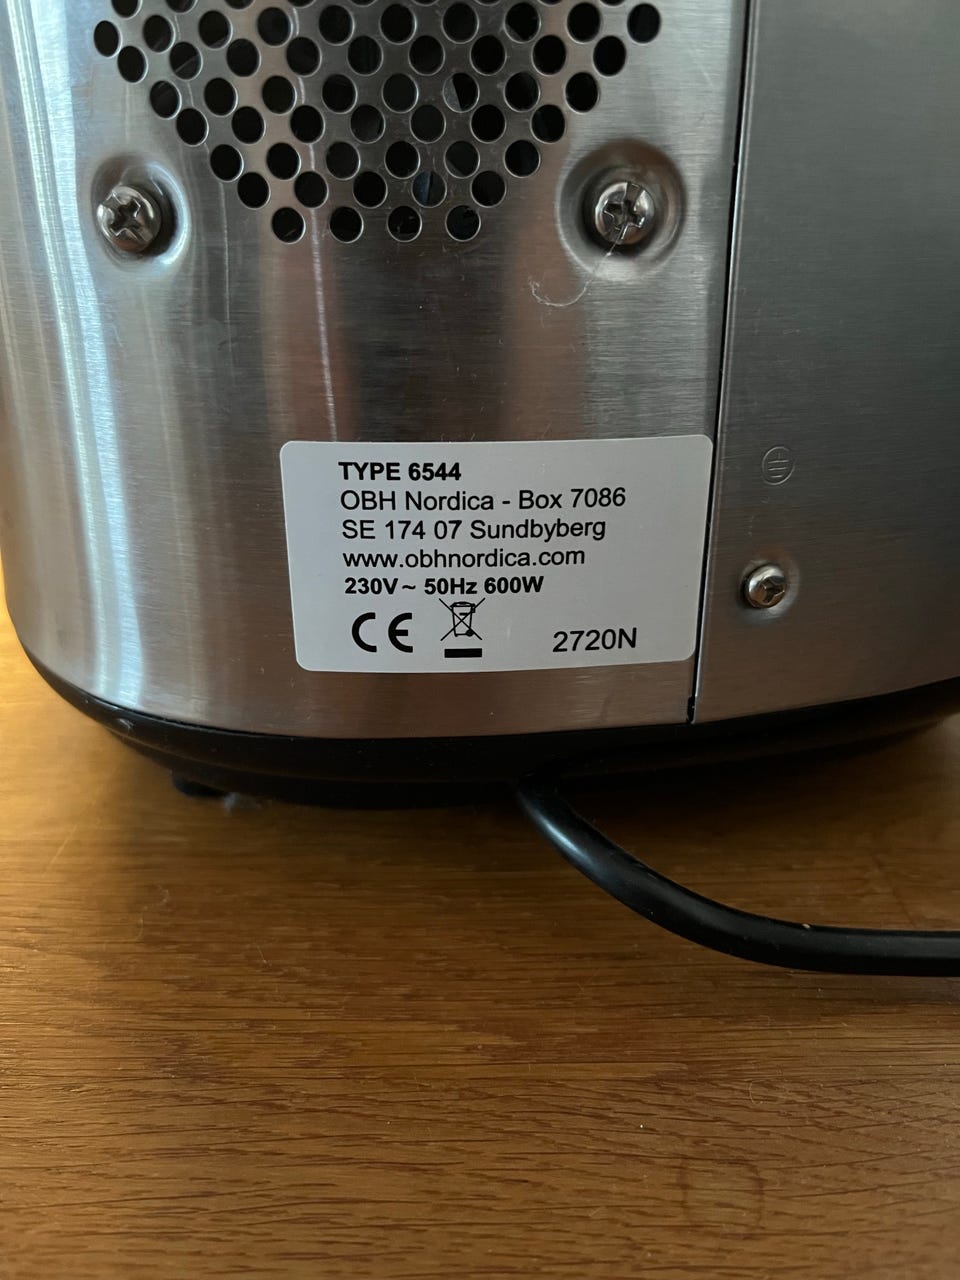 TYPE 6544
OBH Nordica - Box 7086
SE 174 07 Sundbyberg
www.obhnordica.com
230V~ 50Hz 600W
CE
2720N